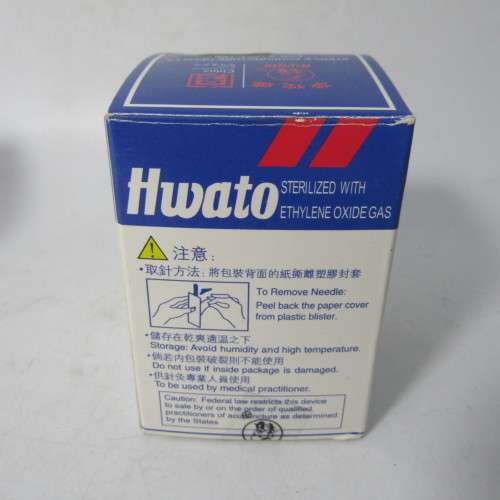 華佗牌
Hwato
STERILIZED WITH
ETHYLENE OXIDE GAS
注意:
•取針方法:將包裝背面的紙撕離塑膠封套
To Remove Needle:
Peel back the paper cover
from plastic blister.
•儲存在乾爽適溫之下
Storage: Avoid humidity and high temperature.
•倘若內包裝破裂則不能使用
Do not use if inside package is damaged.
•供針灸專業人員使用
To be used by medical practitioner.
Caution: Federal law restricts this device
to sale by or on the order of qualified
practitioners of acupuncture as determined
by the States